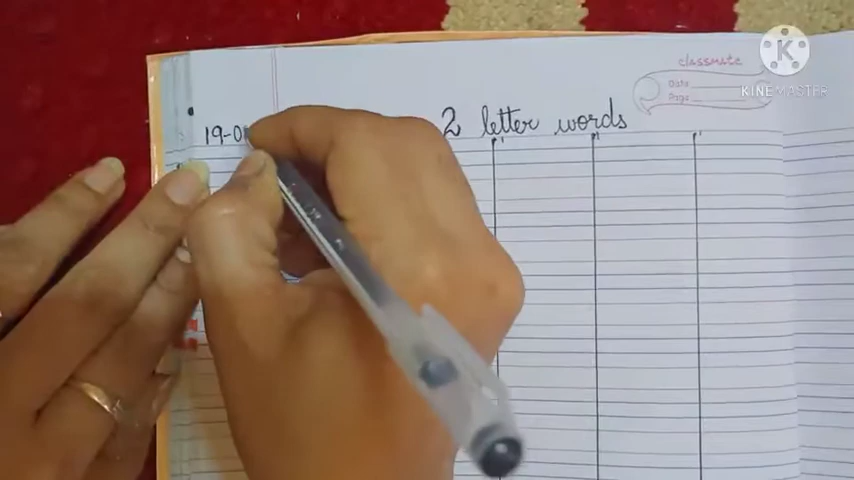 classmate
Date
Page
KINEMASTER
19-0
2 letter words